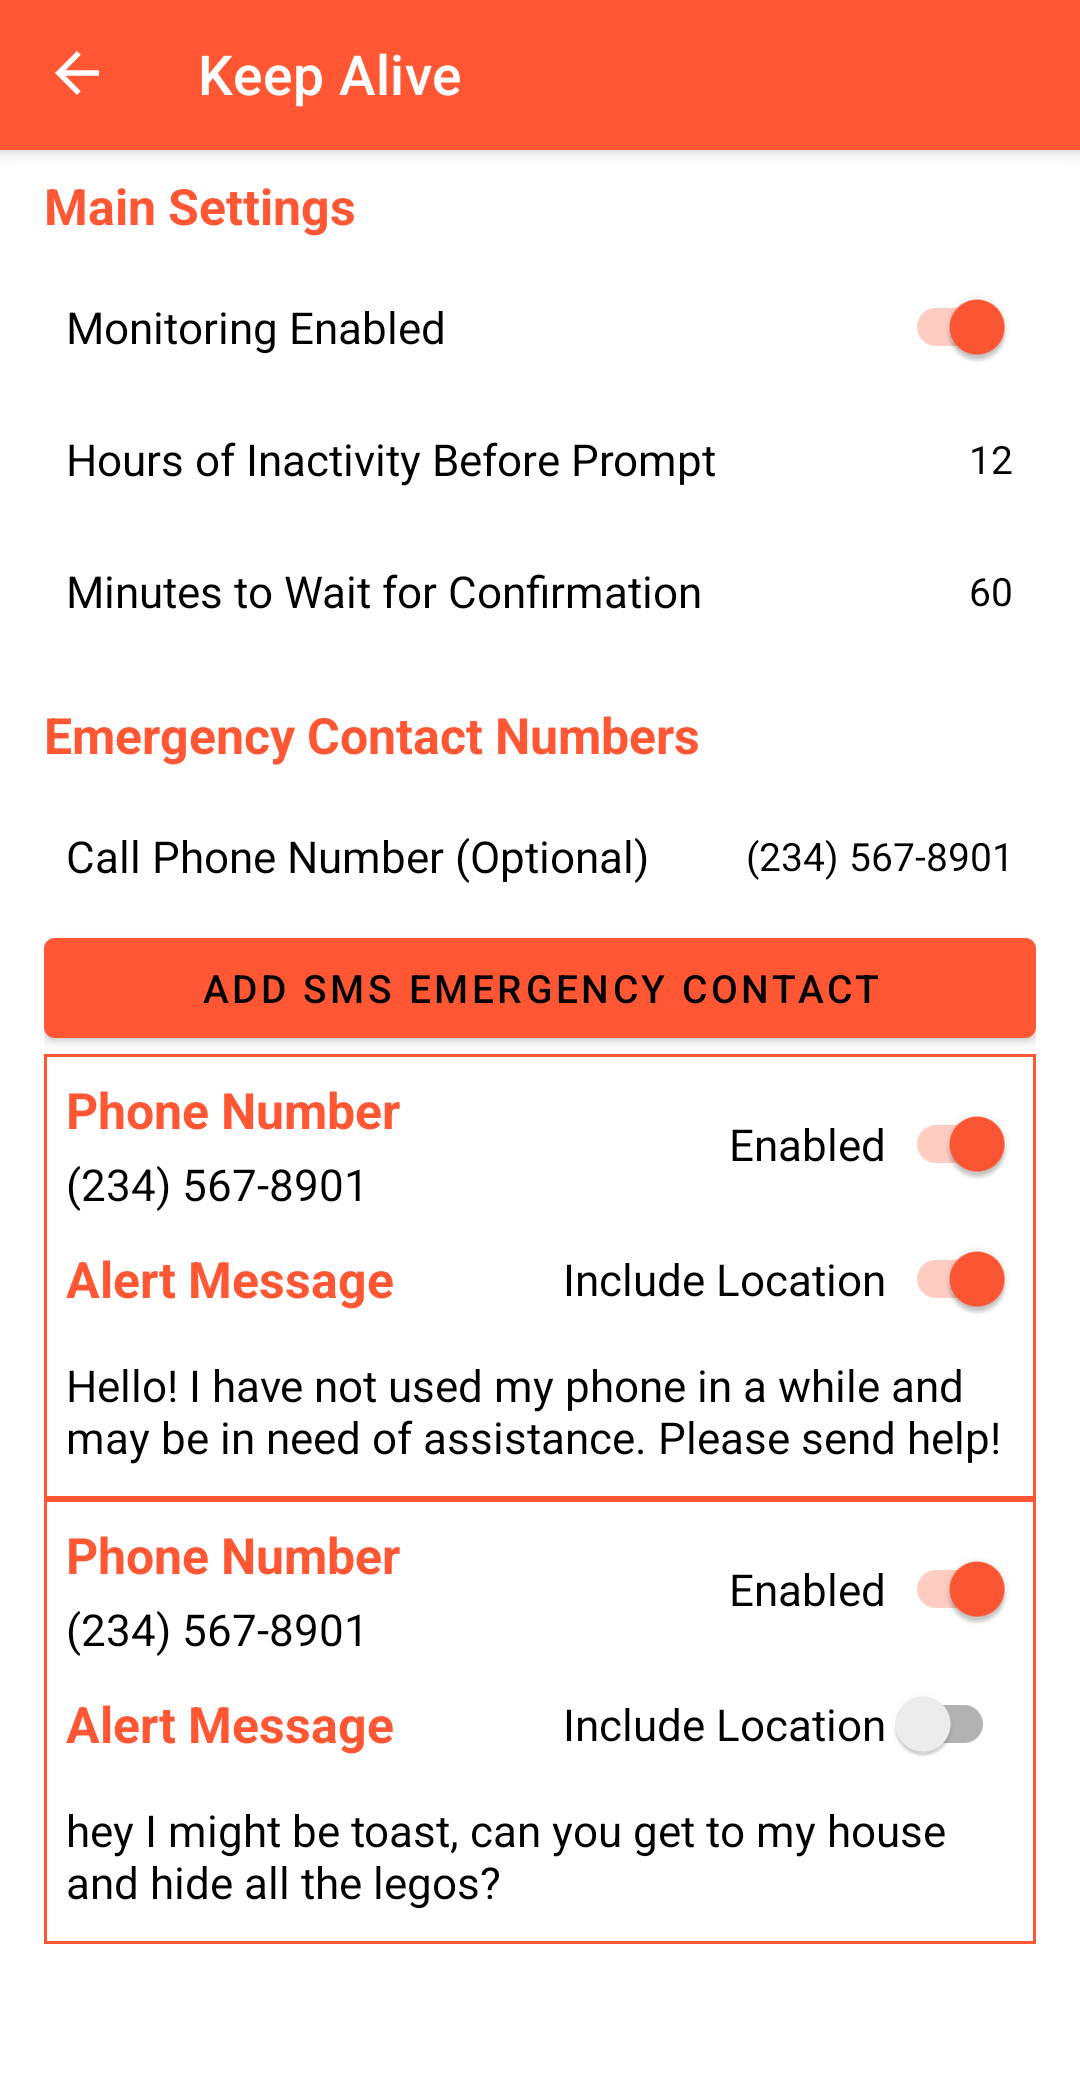 Keep Alive
Main Settings
Monitoring Enabled
Hours of Inactivity Before Prompt 12
Minutes to Wait for Confirmation 60
Emergency Contact Numbers
Call Phone Number (Optional) (234) 567-8901
ADD SMS EMERGENCY CONTACT
Phone Number
Enabled
(234) 567-8901
Alert Message Include Location
Hello! I have not used my phone in a while and
may be in need of assistance. Please send help!
Phone Number
Enabled
(234) 567-8901
Alert Message Include Location
hey I might be toast, can you get to my house
and hide all the legos?